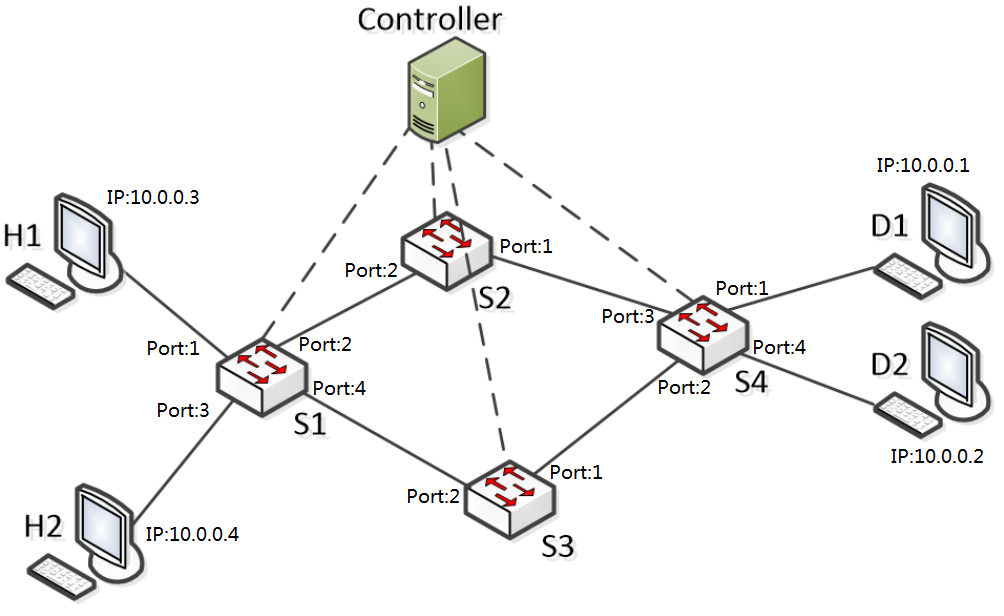 Controller
IP:10.0.0.3
H1
IP:10.0.0.1
D1
Port:1
Port:2
S2
Port:1
Port:3
Port:1
Port:2
Port:4
Port:2
S4
D2
Port:4
Port:3
S1
IP:10.0.0.2
Port:1
Port:2
H2
IP:10.0.0.4
S3